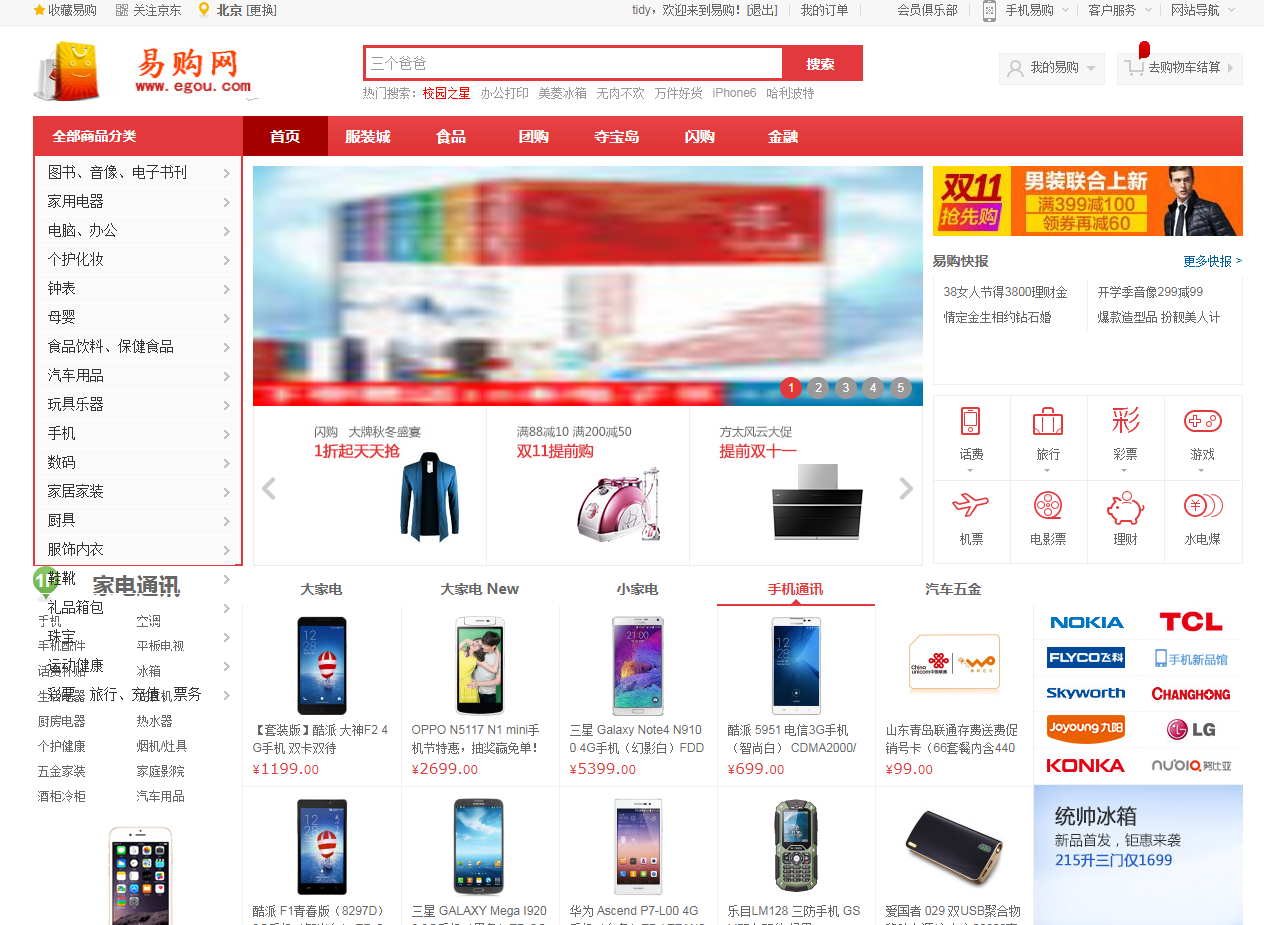 收藏易购
关注京东
北京 [更换]
tidy，欢迎来到易购！ [退出]
我的订单
会员俱乐部
手机易购
客户服务
网站导航
易购网
www.egou.com
三个爸爸
搜索
热门搜索： 校园之星 办公打印 美菱冰箱 无肉不欢 万件好货 iPhone6 哈利波特
我的易购
去购物车结算
全部商品分类
首页
服装城
食品
团购
夺宝岛
闪购
金融
图书、音像、电子书刊
家用电器
电脑、办公
个护化妆
钟表
母婴
食品饮料、保健食品
汽车用品
玩具乐器
手机
数码
家居家装
厨具
服饰内衣
鞋靴
礼品箱包
珠宝
运动健康
彩票、旅行、充值、票务
1 2 3 4 5
闪购 大牌秋冬盛宴
1折起天天抢
满88减10 满200减50
双11提前购
方太风云大促
提前双十一
双11
抢先购
男装联合上新
满399减100
领券再减60
易购快报
更多快报 >
38女人节得3800理财金
开学季音像299减99
情定金生相约钻石婚
爆款造型品 扮靓美人计
话费
旅行
彩票
游戏
机票
电影票
理财
水电煤
家电通讯
手机
空调
手机配件
平板电视
话费补贴
冰箱
生活电器
厨房电器
热水器
个护健康
烟机/灶具
五金家装
家庭影院
酒柜冷柜
汽车用品
大家电
大家电 New
小家电
手机通讯
汽车五金
【套装版】酷派 大神F2 4
G手机 双卡双待
¥1199.00
OPPO N5117 N1 mini手
机节特惠，抽奖赢免单！
¥2699.00
三星 Galaxy Note4 N910
0 4G手机（幻影白）FDD
¥5399.00
酷派 5951 电信3G手机
（智尚白） CDMA2000/
¥699.00
China
unicom中国联通
山东青鸟联通存费送费促
销号卡（66套餐内含440
¥99.00
酷派 F1青春版（8297D）
三星 GALAXY Mega I920
华为 Ascend P7-L00 4G
乐目LM128 三防手机 GS
爱国者 029 双USB聚合物
NOKIA
TCL
FLYCO飞科
手机新品馆
Skyworth
CHANGHONG
Joyoung九阳
LG
KONKA
nubia 努比亚
统帅冰箱
新品首发，钜惠来袭
215升三门仅1699